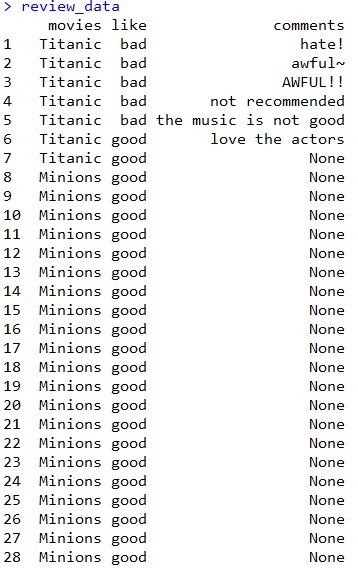 > review_data
movies like comments
1 Titanic bad hate!
2 Titanic bad awful~
3 Titanic bad AWFUL!!
4 Titanic bad not recommended
5 Titanic bad the music is not good
6 Titanic good love the actors
7 Titanic good None
8 Minions good None
9 Minions good None
10 Minions good None
11 Minions good None
12 Minions good None
13 Minions good None
14 Minions good None
15 Minions good None
16 Minions good None
17 Minions good None
18 Minions good None
19 Minions good None
20 Minions good None
21 Minions good None
22 Minions good None
23 Minions good None
24 Minions good None
25 Minions good None
26 Minions good None
27 Minions good None
28 Minions good None